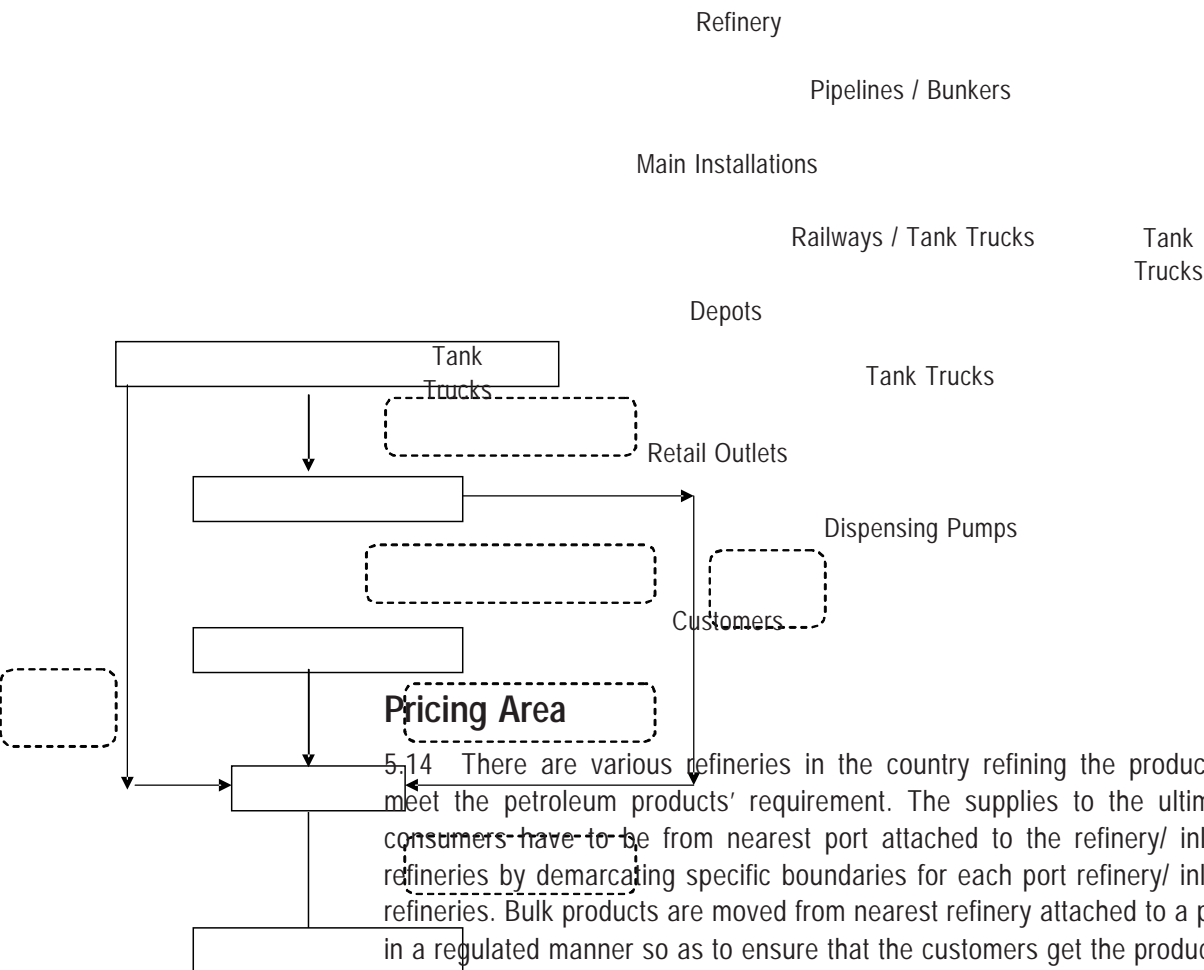 Refinery
Pipelines / Bunkers
Main Installations
Railways / Tank Trucks
Tank
Trucks
Depots
Tank
Trucks
Tank Trucks
Retail Outlets
Dispensing Pumps
Customers
Pricing Area
5.14 There are various refineries in the country refining the produc
meet the petroleum products' requirement. The supplies to the ultim
consumers have to be from nearest port attached to the refinery/ inl
refineries by demarcating specific boundaries for each port refinery/ inl
refineries. Bulk products are moved from nearest refinery attached to a p
in a regulated manner so as to ensure that the customers get the produc